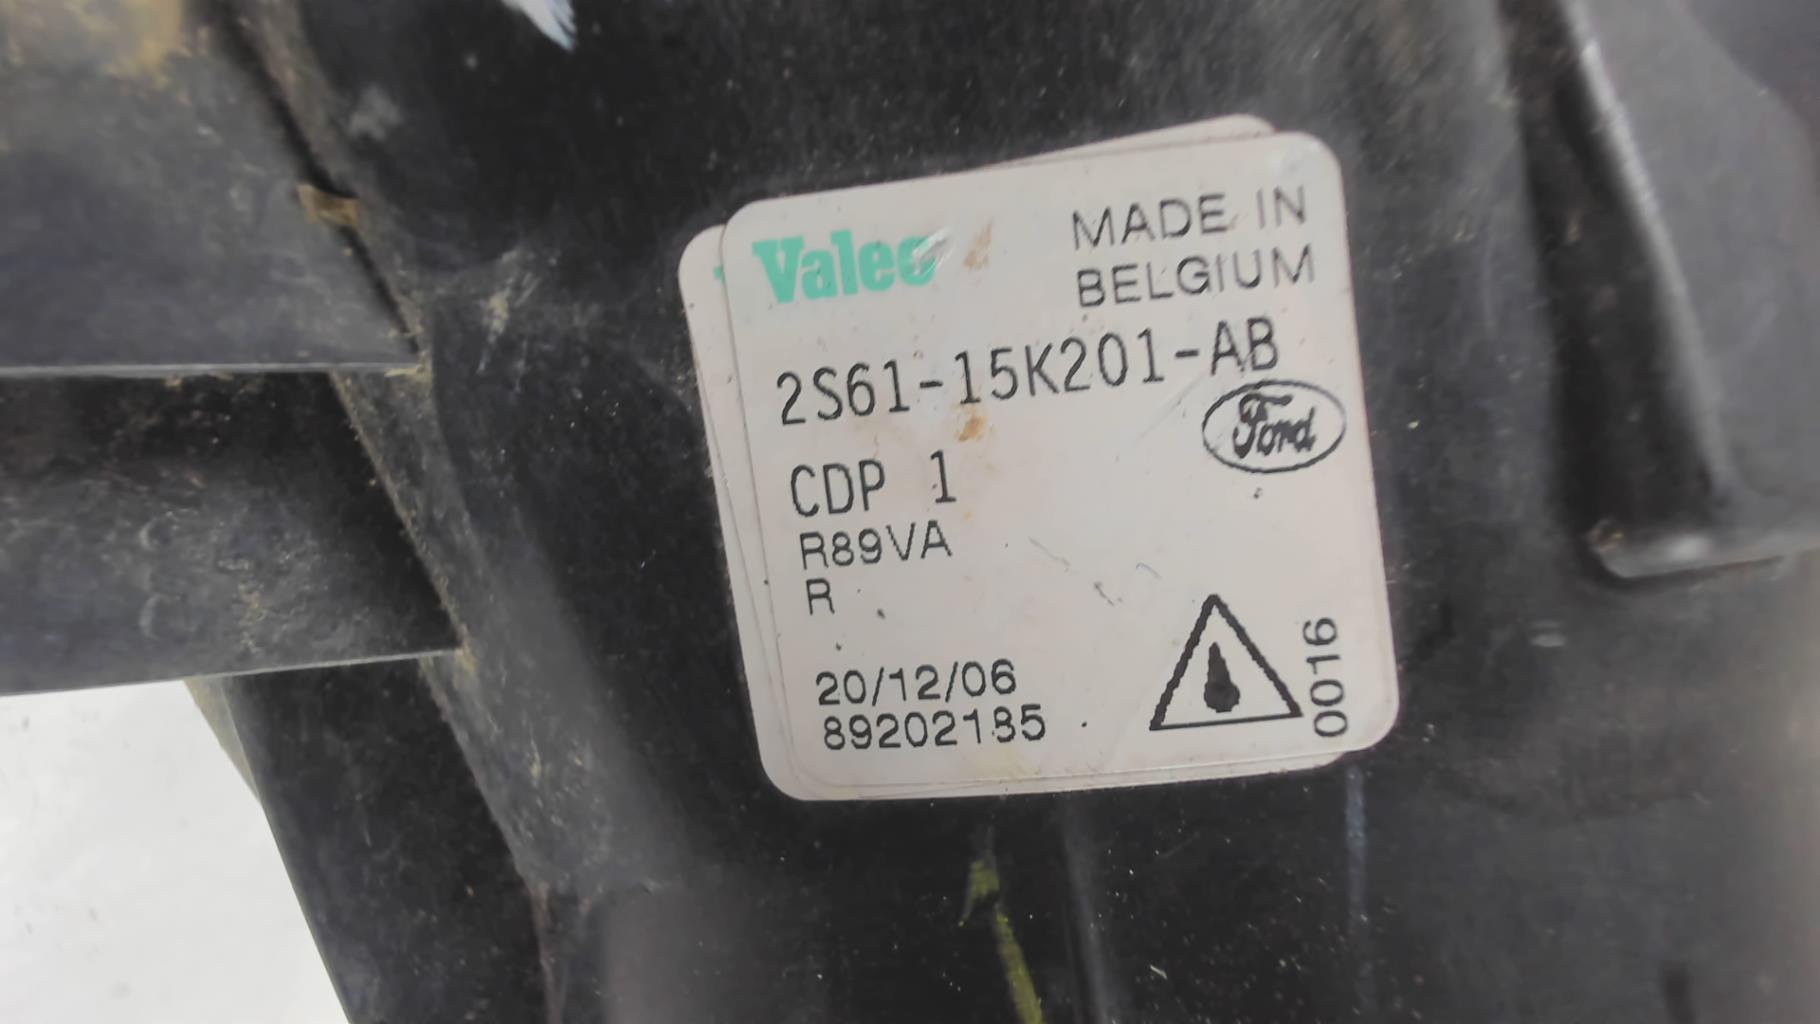 Valeo
MADE IN
BELGIUM
2S61-15K201-AB
Ford
CDP 1
R89VA
R
20/12/06
89202185
0016